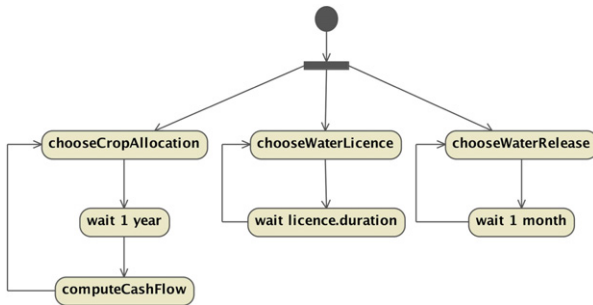 chooseCropAllocation
wait 1 year
computeCashFlow
chooseWaterLicence
wait licence.duration
chooseWaterRelease
wait 1 month